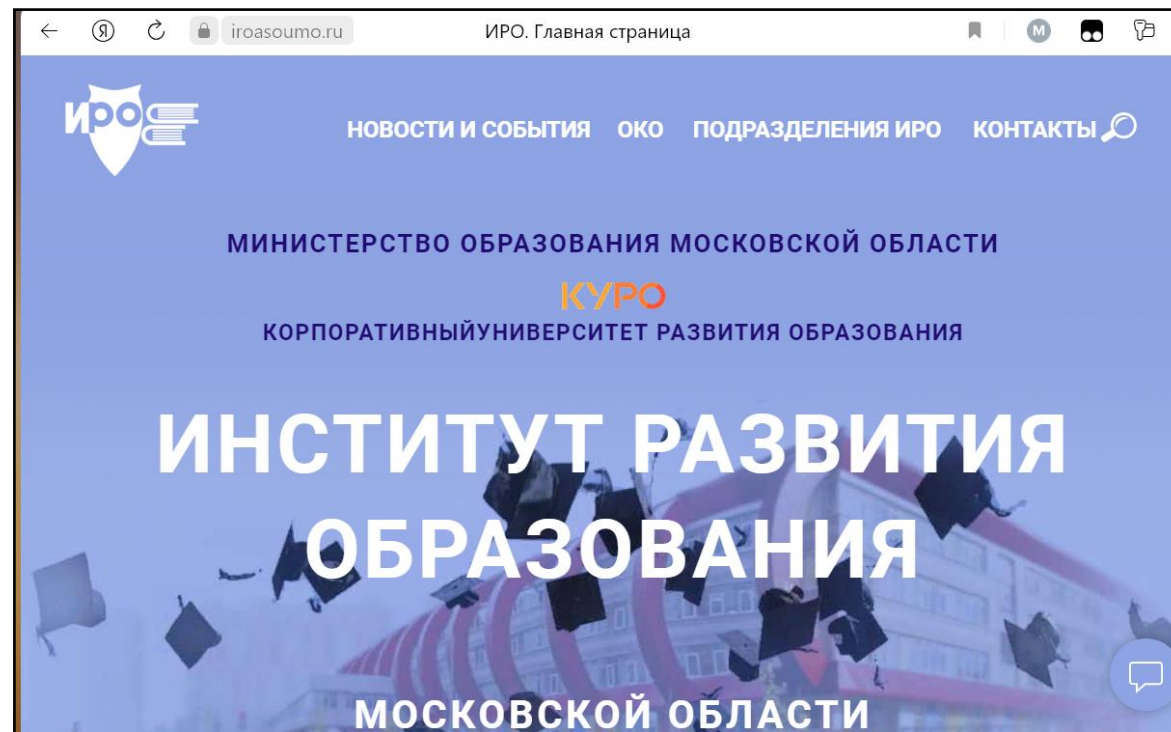 Я iroasoumo.ru ИРО. Главная страница М
ИРО
НОВОСТИ И СОБЫТИЯ ОКО ПОДРАЗДЕЛЕНИЯ ИРО КОНТАКТЫ
МИНИСТЕРСТВО ОБРАЗОВАНИЯ МОСКОВСКОЙ ОБЛАСТИ
КУРО
КОРПОРАТИВНЫЙУНИВЕРСИТЕТ РАЗВИТИЯ ОБРАЗОВАНИЯ
ИНСТИТУТ РАЗВИТИЯ
ОБРАЗОВАНИЯ
МОСКОВСКОЙ ОБЛАСТИ